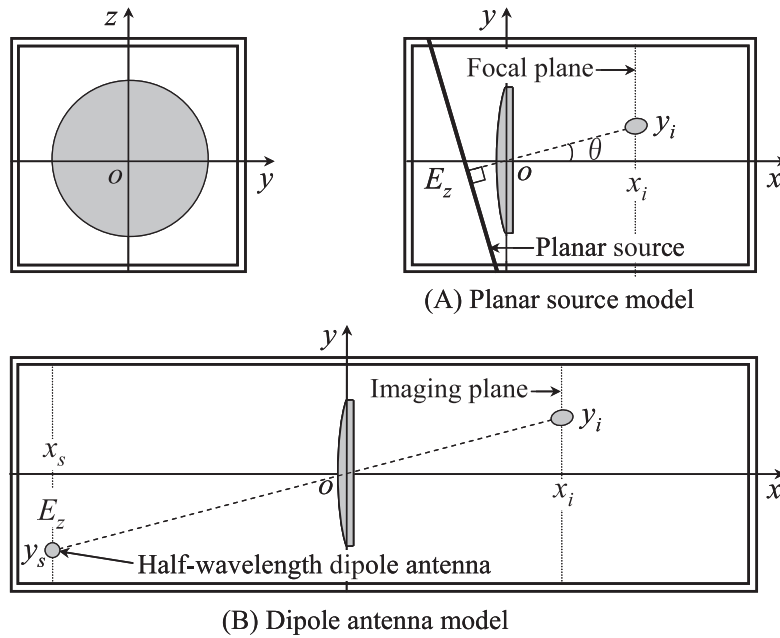 z
o
y
y
Focal plane
y_i
θ
E_z
o
x_i
x
Planar source
(A) Planar source model
y
Imaging plane
y_i
x_s
o
x_i
x
E_z
y_s
Half-wavelength dipole antenna
(B) Dipole antenna model